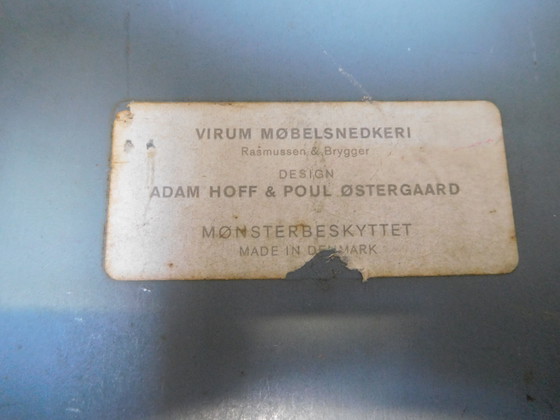 VIRUM MØBELSNEDKERI
Rasmussen & Brygger
DESIGN
ADAM HOFF & POUL ØSTERGAARD
MØNSTERBESKYTTET
MADE IN DENMARK